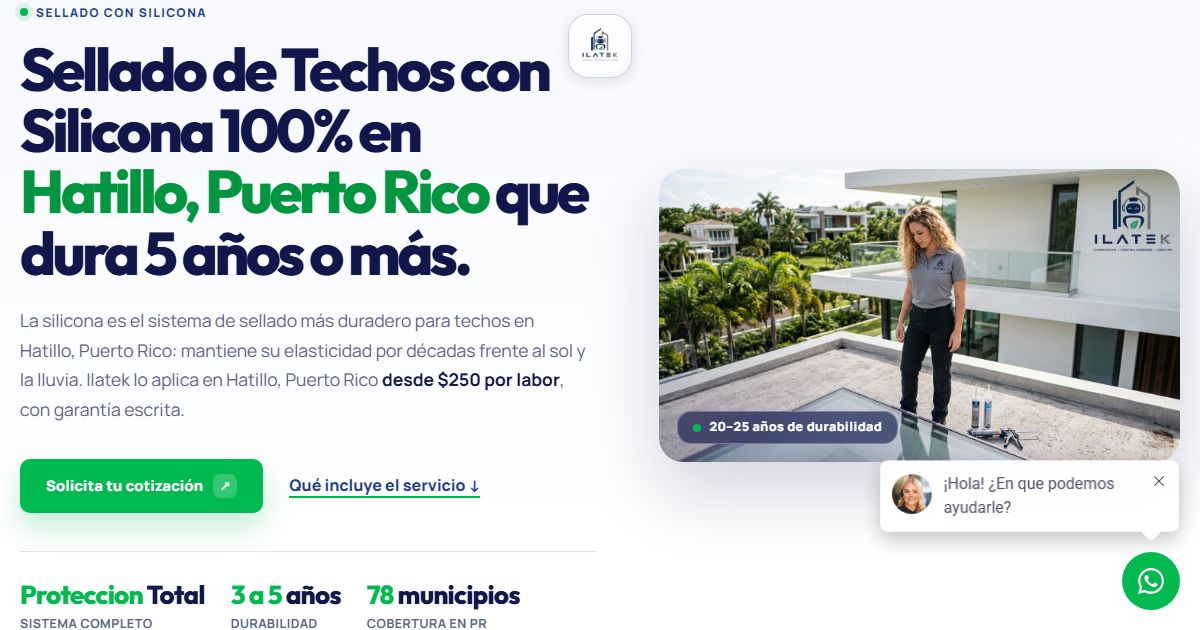 SELLADO CON SILICONA
ILATEK
Sellado de Techos con
Silicona 100% en
Hatillo, Puerto Rico que
dura 5 años o más.
La silicona es el sistema de sellado más duradero para techos en
Hatillo, Puerto Rico: mantiene su elasticidad por décadas frente al sol y
la lluvia. Ilatek lo aplica en Hatillo, Puerto Rico desde $250 por labor,
con garantía escrita.
Solicita tu cotización ↗
Qué incluye el servicio ↓
ILATEK
20–25 años de durabilidad
¡Hola! ¿En que podemos
ayudarle?
Proteccion Total
SISTEMA COMPLETO
3 a 5 años
DURABILIDAD
78 municipios
COBERTURA EN PR